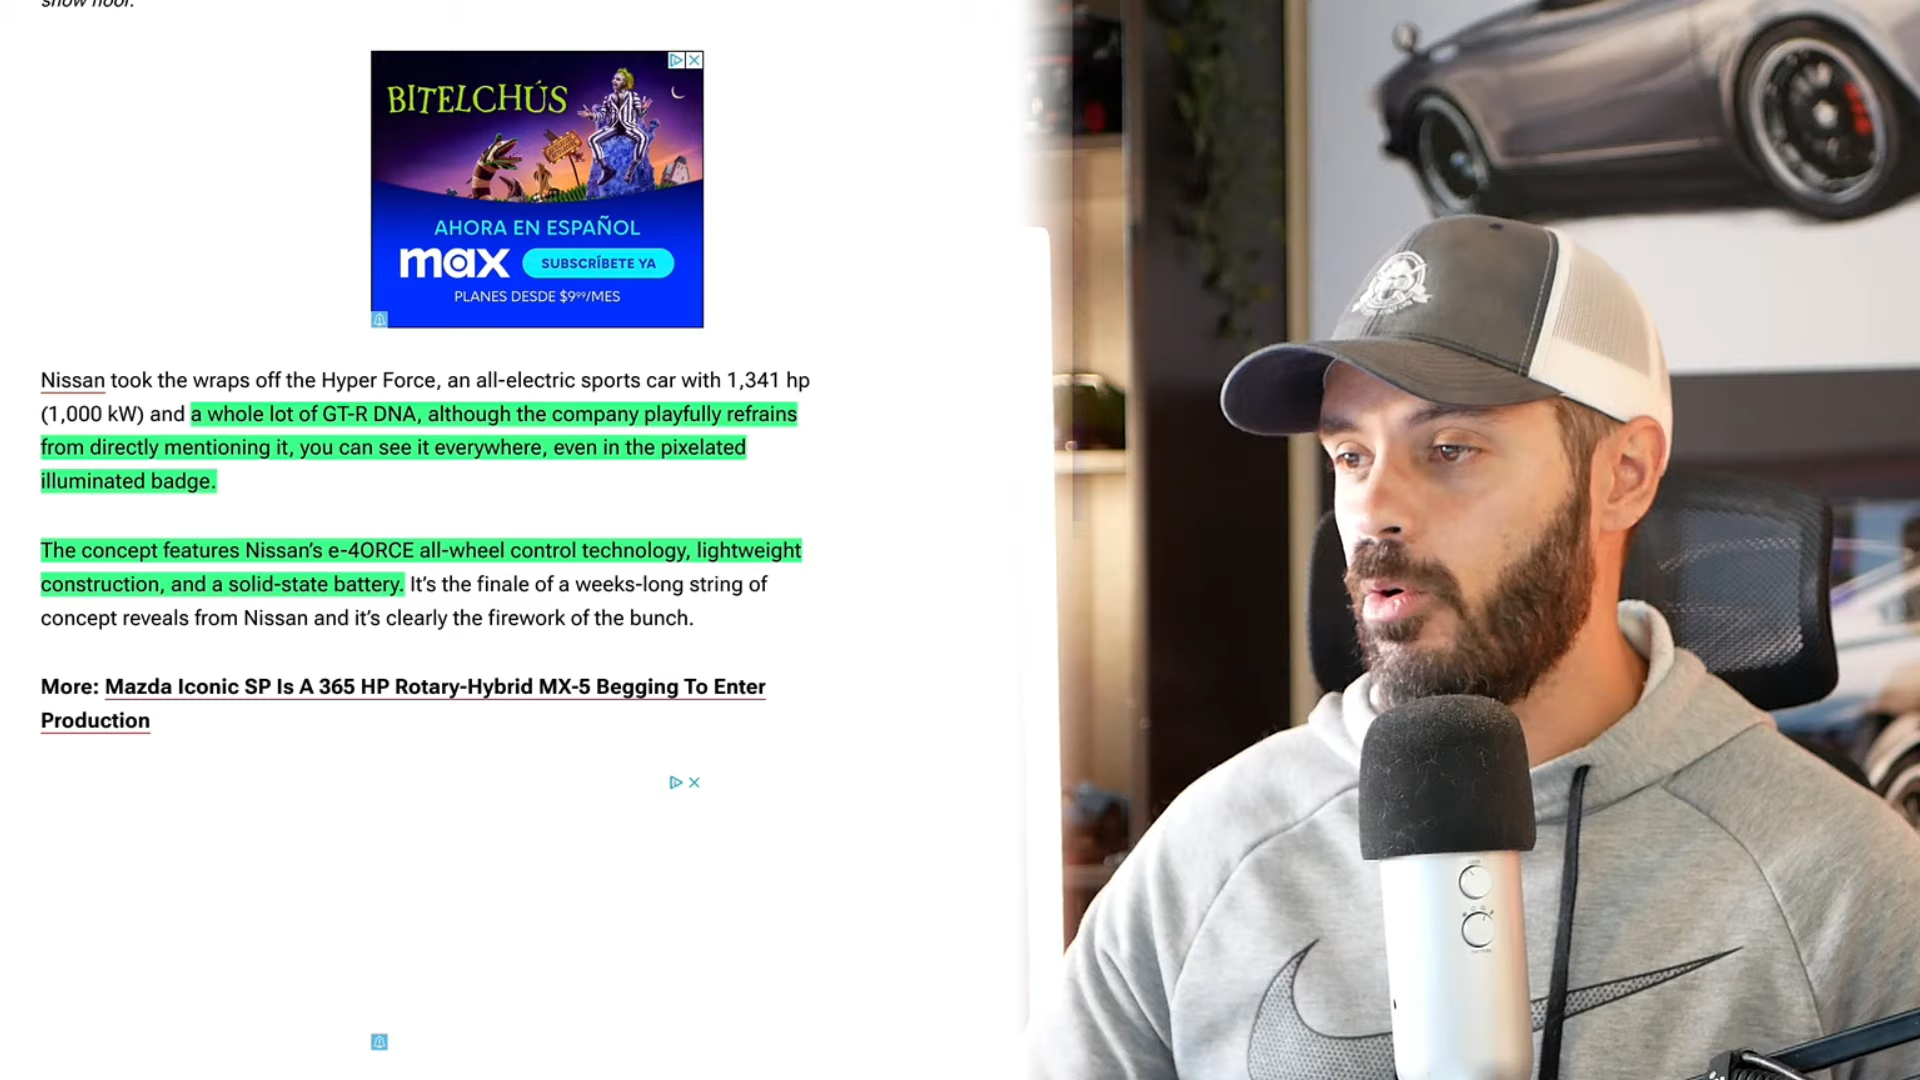 show floor.
BITELCHÚS
AHORA EN ESPAÑOL
max
SUBSCRÍBETE YA
PLANES DESDE $9⁹⁹/MES
Nissan took the wraps off the Hyper Force, an all-electric sports car with 1,341 hp
(1,000 kW) and a whole lot of GT-R DNA, although the company playfully refrains
from directly mentioning it, you can see it everywhere, even in the pixelated
illuminated badge.
The concept features Nissan’s e-4ORCE all-wheel control technology, lightweight
construction, and a solid-state battery. It’s the finale of a weeks-long string of
concept reveals from Nissan and it’s clearly the firework of the bunch.
More: Mazda Iconic SP Is A 365 HP Rotary-Hybrid MX-5 Begging To Enter
Production